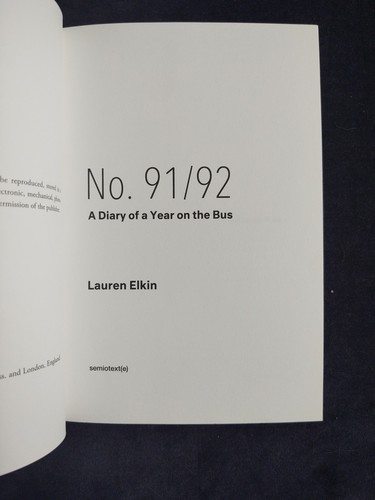 be reproduced, stored in
ectronic, mechanical, pho
ermission of the publish
ss. and London, England
No. 91/92
A Diary of a Year on the Bus
Lauren Elkin
semiotext(e)